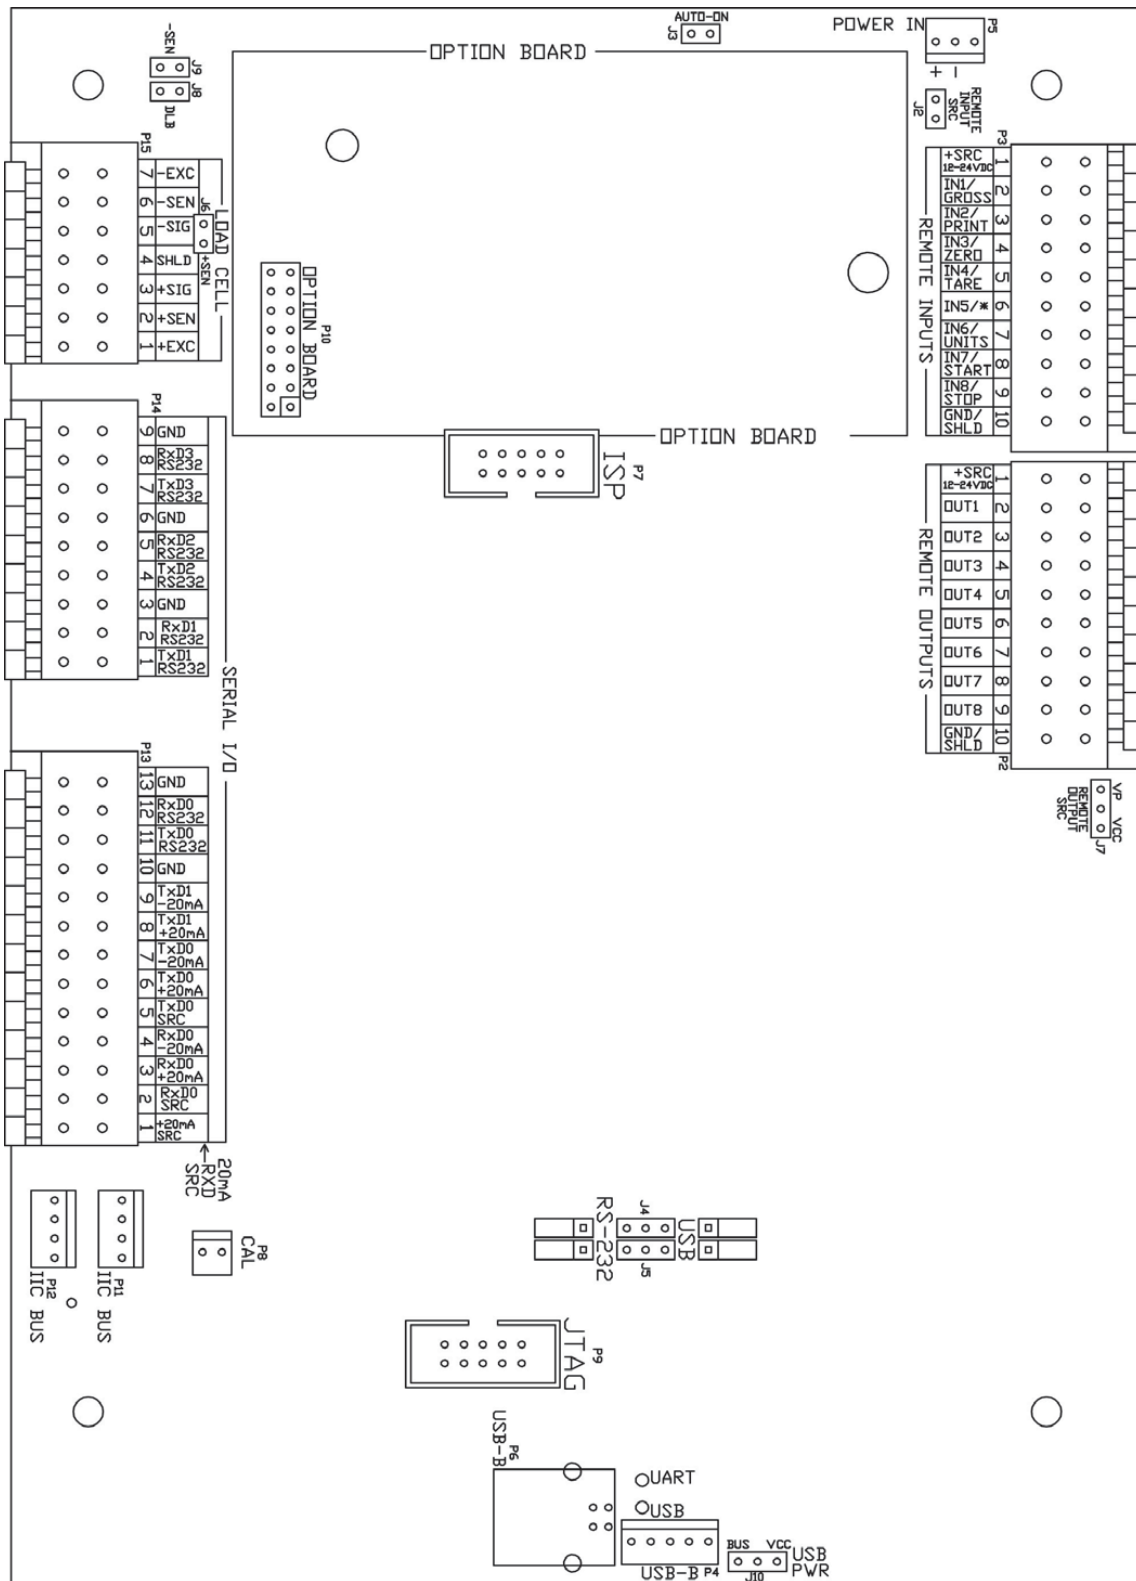 AUTO-ON
J3
POWER IN
P5
+ -
-SEN
J9
J8
DLB
OPTION BOARD
J2
REMOTE
INPUT
SRC
P15
7 -EXC
6 -SEN
5 -SIG
4 SHLD
3 +SIG
2 +SEN
1 +EXC
J6
+SEN
LOAD CELL
P10
OPTION BOARD
P3
+SRC 1
12-24VDC
IN1/ 2
GROSS
IN2/ 3
PRINT
IN3/ 4
ZERO
IN4/ 5
TARE
IN5/* 6
IN6/ 7
UNITS
IN7/ 8
START
IN8/ 9
STOP
GND/ 10
SHLD
REMOTE INPUTS
OPTION BOARD
P7
ISP
P14
9 GND
8 RxD3
RS232
7 TxD3
RS232
6 GND
5 RxD2
RS232
4 TxD2
RS232
3 GND
2 RxD1
RS232
1 TxD1
RS232
SERIAL I/O
+SRC 1
12-24VDC
OUT1 2
OUT2 3
OUT3 4
OUT4 5
OUT5 6
OUT6 7
OUT7 8
OUT8 9
GND/ 10
SHLD
P2
REMOTE OUTPUTS
VP VCC
REMOTE
OUTPUT
SRC
J7
P13
13 GND
12 RxD0
RS232
11 TxD0
RS232
10 GND
9 TxD1
-20mA
8 TxD1
+20mA
7 TxD0
-20mA
6 TxD0
+20mA
5 TxD0
SRC
4 RxD0
-20mA
3 RxD0
+20mA
2 RxD0
SRC
1 +20mA
SRC
20mA
RXD
SRC
P12
IIC BUS
P11
IIC BUS
P8
CAL
RS-232
J4
J5
USB
P9
JTAG
P6
USB-B
UART
USB
USB-B P4
BUS VCC
J10
USB
PWR